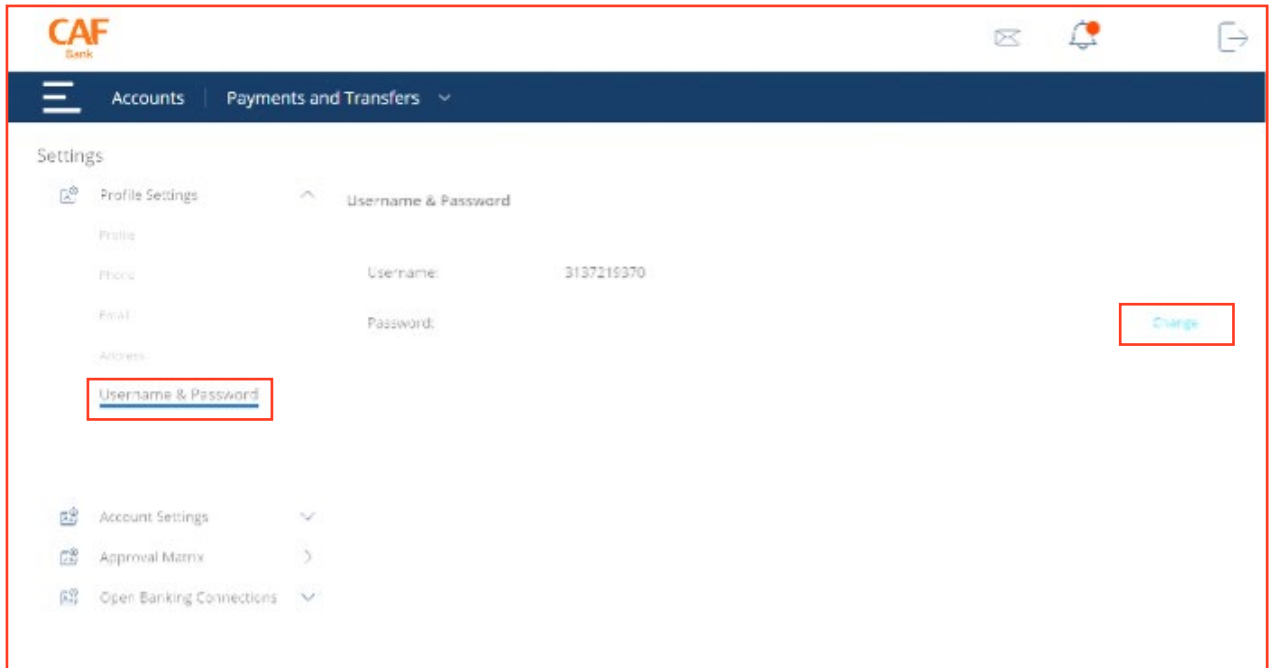 CAF
Bank
Accounts
Payments and Transfers
Settings
Profile Settings
Profile
Phone
Email
Address
Username & Password
Account Settings
Approval Matrix
Open Banking Connections
Username & Password
Username: 3137219370
Password: Change